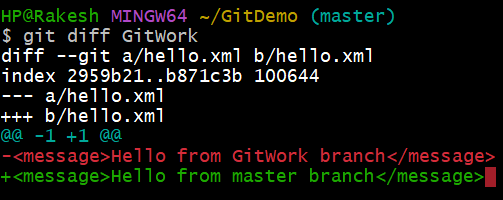 HP@Rakesh MINGW64 ~/GitDemo (master)
$ git diff GitWork
diff --git a/hello.xml b/hello.xml
index 2959b21..b871c3b 100644
--- a/hello.xml
+++ b/hello.xml
@@ -1 +1 @@
-<message>Hello from GitWork branch</message>
+<message>Hello from master branch</message>